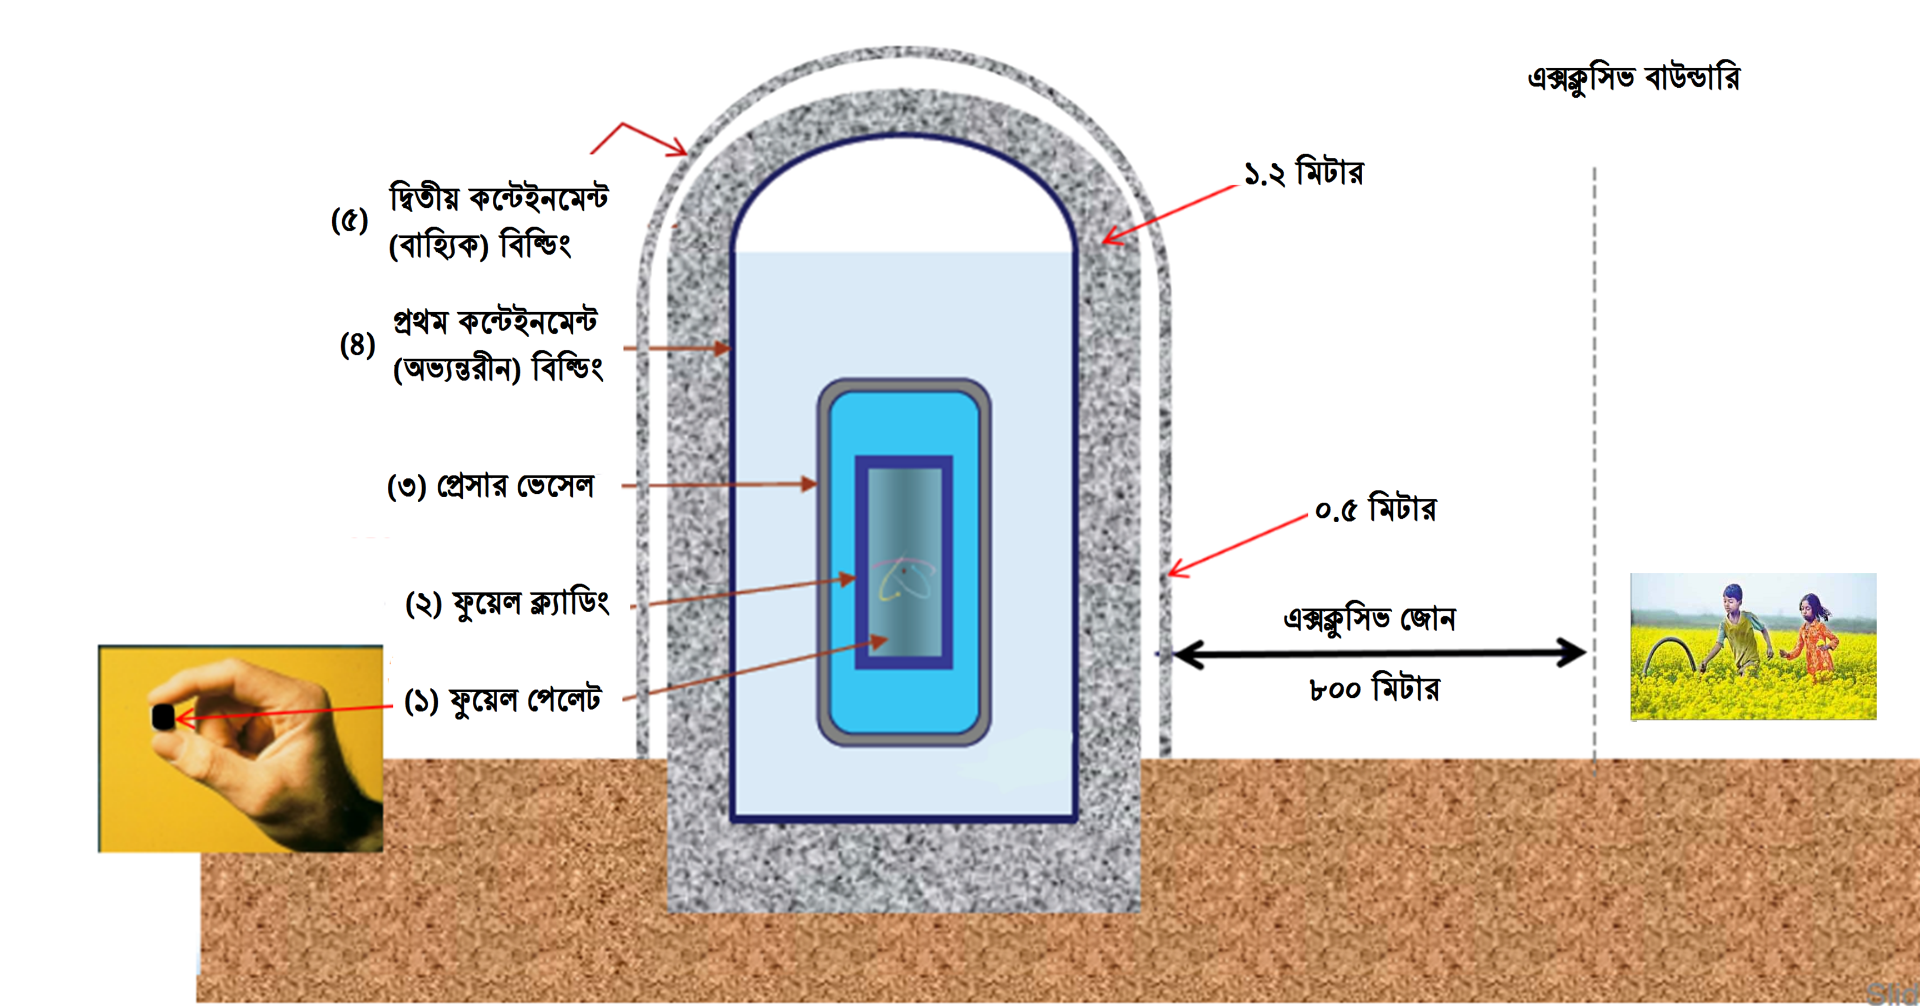 এক্সক্লুসিভ বাউন্ডারি
১.২ মিটার
(৫) দ্বিতীয় কন্টেইনমেন্ট
(বাহ্যিক) বিল্ডিং
(৪) প্রথম কন্টেইনমেন্ট
(অভ্যন্তরীন) বিল্ডিং
(৩) প্রেসার ভেসেল
০.৫ মিটার
(২) ফুয়েল ক্ল্যাডিং
এক্সক্লুসিভ জোন
৮০০ মিটার
(১) ফুয়েল পেলেট
Slid